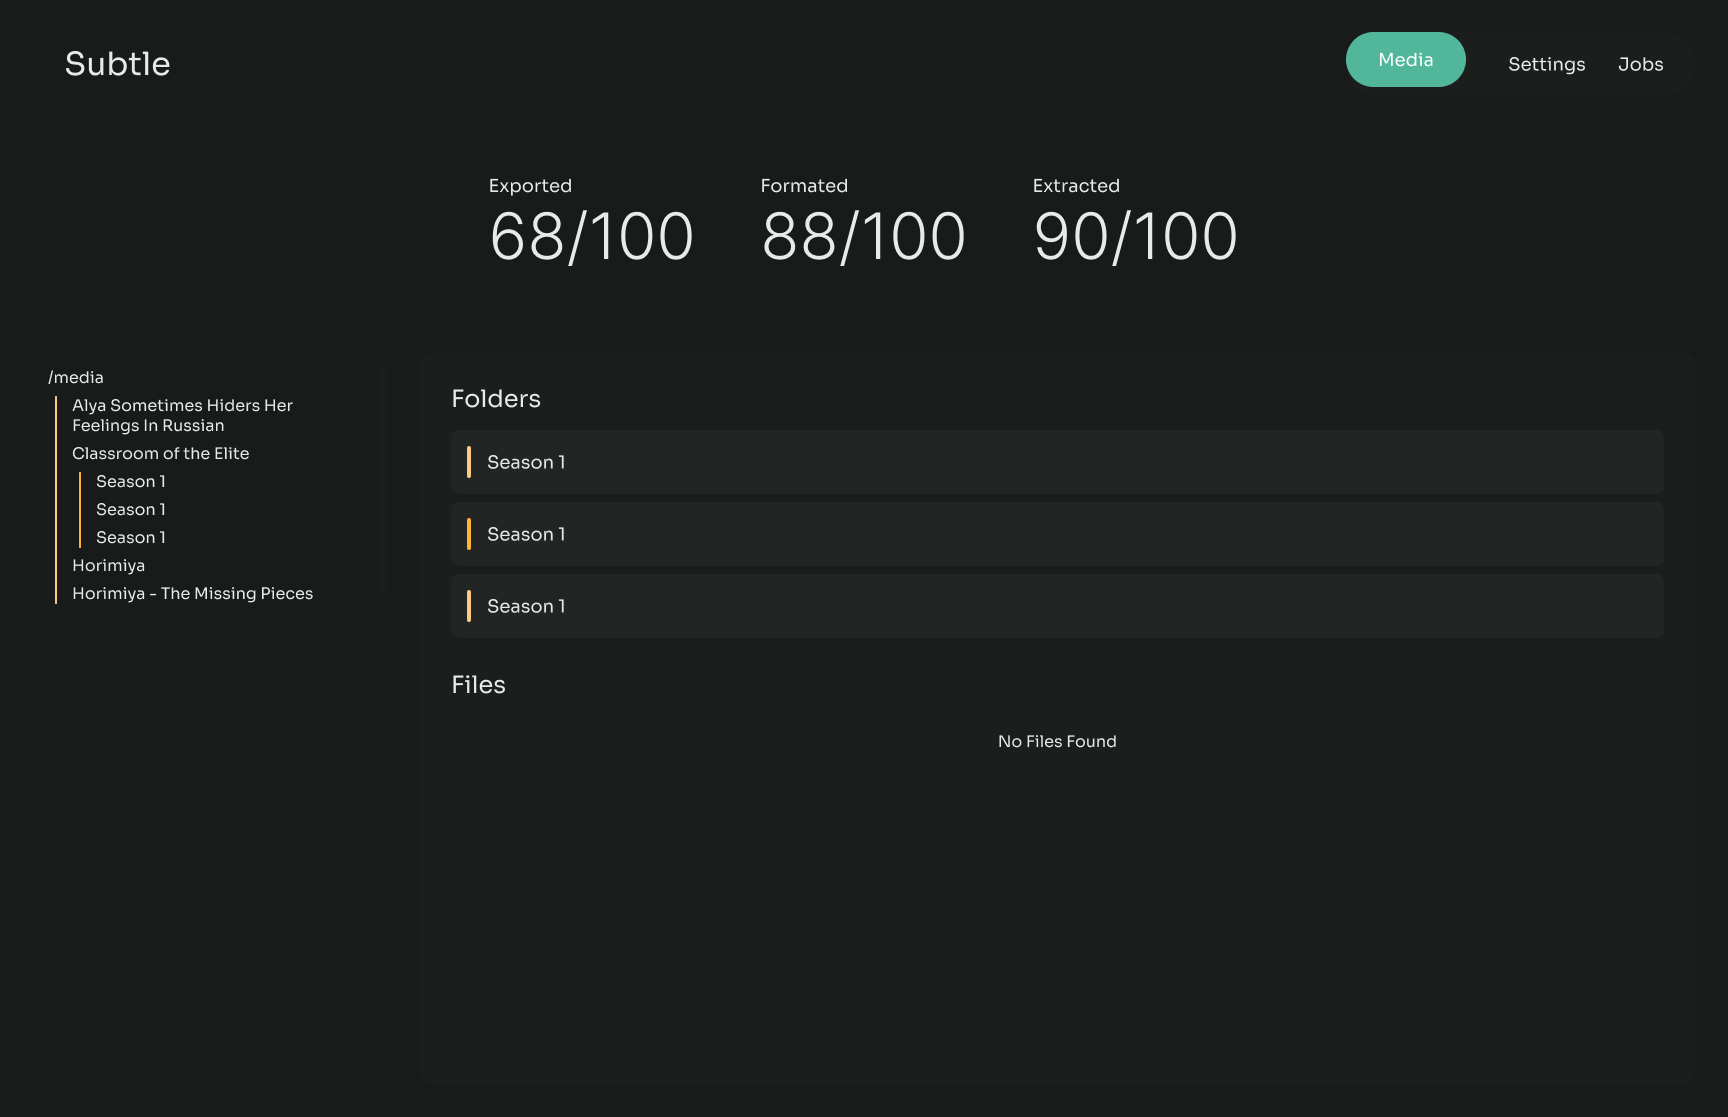 Subtle
Media
Settings
Jobs
Exported
68/100
Formated
88/100
Extracted
90/100
/media
Alya Sometimes Hiders Her
Feelings In Russian
Classroom of the Elite
Season 1
Season 1
Season 1
Horimiya
Horimiya - The Missing Pieces
Folders
Season 1
Season 1
Season 1
Files
No Files Found